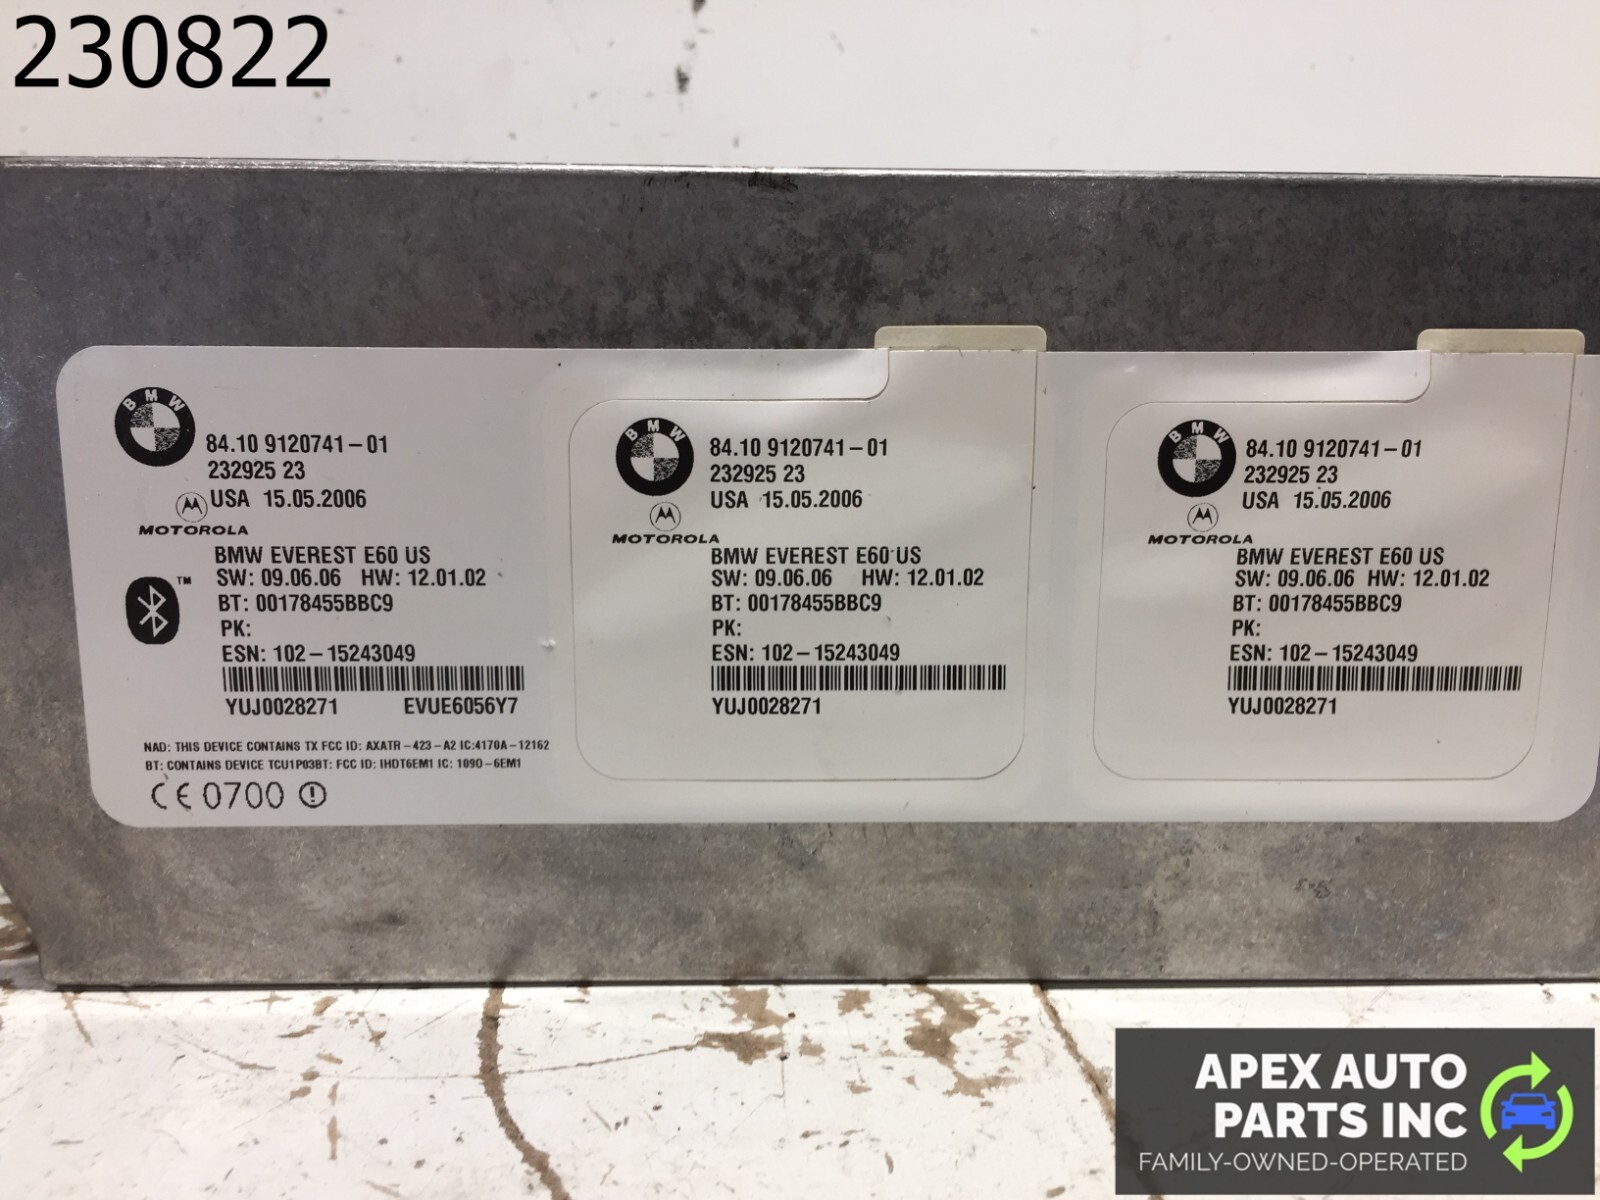 230822
BMW
84.10 9120741-01
232925 23
USA 15.05.2006
MOTOROLA
BMW EVEREST E60 US
SW: 09.06.06 HW: 12.01.02
TM
BT: 00178455BBC9
PK:
ESN: 102-15243049
YUJ0028271 EVUE6056Y7
NAD: THIS DEVICE CONTAINS TX FCC ID: AXATR-423-A2 IC:4170A-12162
BT: CONTAINS DEVICE TCU1P03BT: FCC ID: IHDT6EM1 IC: 1090-6EM1
CE 0700
BMW
84.10 9120741-01
232925 23
USA 15.05.2006
MOTOROLA
BMW EVEREST E60 US
SW: 09.06.06 HW: 12.01.02
BT: 00178455BBC9
PK:
ESN: 102-15243049
YUJ0028271
BMW
84.10 9120741-01
232925 23
USA 15.05.2006
MOTOROLA
BMW EVEREST E60 US
SW: 09.06.06 HW: 12.01.02
BT: 00178455BBC9
PK:
ESN: 102-15243049
YUJ0028271
APEX AUTO
PARTS INC
FAMILY-OWNED-OPERATED